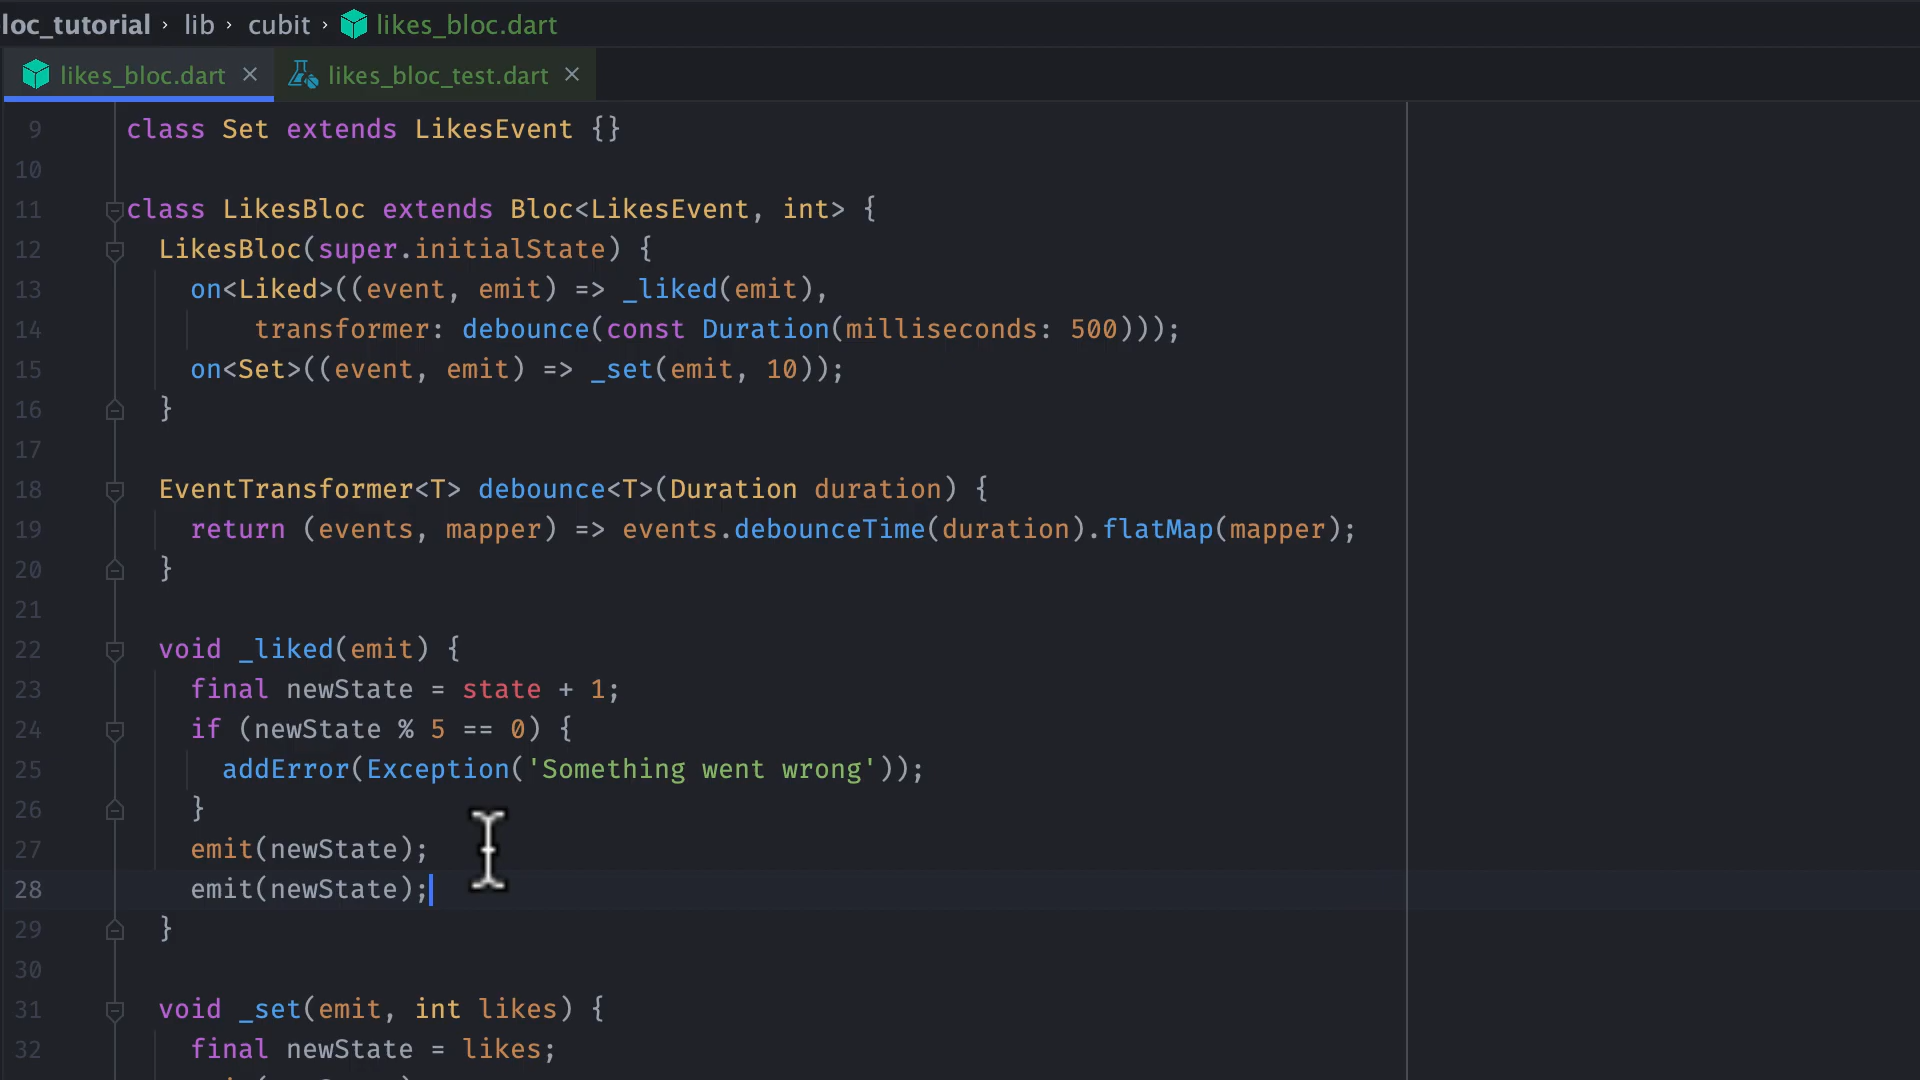 loc_tutorial › lib › cubit › likes_bloc.dart
likes_bloc.dart × likes_bloc_test.dart ×
9 class Set extends LikesEvent {}
10
11 class LikesBloc extends Bloc<LikesEvent, int> {
12 LikesBloc(super.initialState) {
13 on<Liked>((event, emit) => _liked(emit),
14 transformer: debounce(const Duration(milliseconds: 500)));
15 on<Set>((event, emit) => _set(emit, 10));
16 }
17
18 EventTransformer<T> debounce<T>(Duration duration) {
19 return (events, mapper) => events.debounceTime(duration).flatMap(mapper);
20 }
21
22 void _liked(emit) {
23 final newState = state + 1;
24 if (newState % 5 == 0) {
25 addError(Exception('Something went wrong'));
26 }
27 emit(newState);
28 emit(newState);
29 }
30
31 void _set(emit, int likes) {
32 final newState = likes;